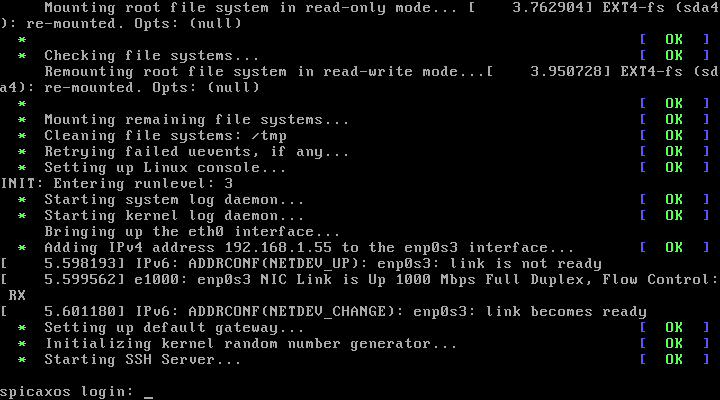 Mounting root file system in read-only mode... [    3.762904] EXT4-fs (sda4
): re-mounted. Opts: (null)
* [ OK ]
* Checking file systems... [ OK ]
Remounting root file system in read-write mode...[    3.950728] EXT4-fs (sd
a4): re-mounted. Opts: (null)
* [ OK ]
* Mounting remaining file systems... [ OK ]
* Cleaning file systems: /tmp [ OK ]
* Retrying failed uevents, if any... [ OK ]
* Setting up Linux console... [ OK ]
INIT: Entering runlevel: 3
* Starting system log daemon... [ OK ]
* Starting kernel log daemon... [ OK ]
Bringing up the eth0 interface...
* Adding IPv4 address 192.168.1.55 to the enp0s3 interface... [ OK ]
[    5.598193] IPv6: ADDRCONF(NETDEV_UP): enp0s3: link is not ready
[    5.599562] e1000: enp0s3 NIC Link is Up 1000 Mbps Full Duplex, Flow Control:
RX
[    5.601180] IPv6: ADDRCONF(NETDEV_CHANGE): enp0s3: link becomes ready
* Setting up default gateway... [ OK ]
* Initializing kernel random number generator... [ OK ]
* Starting SSH Server... [ OK ]
spicaxos login: _